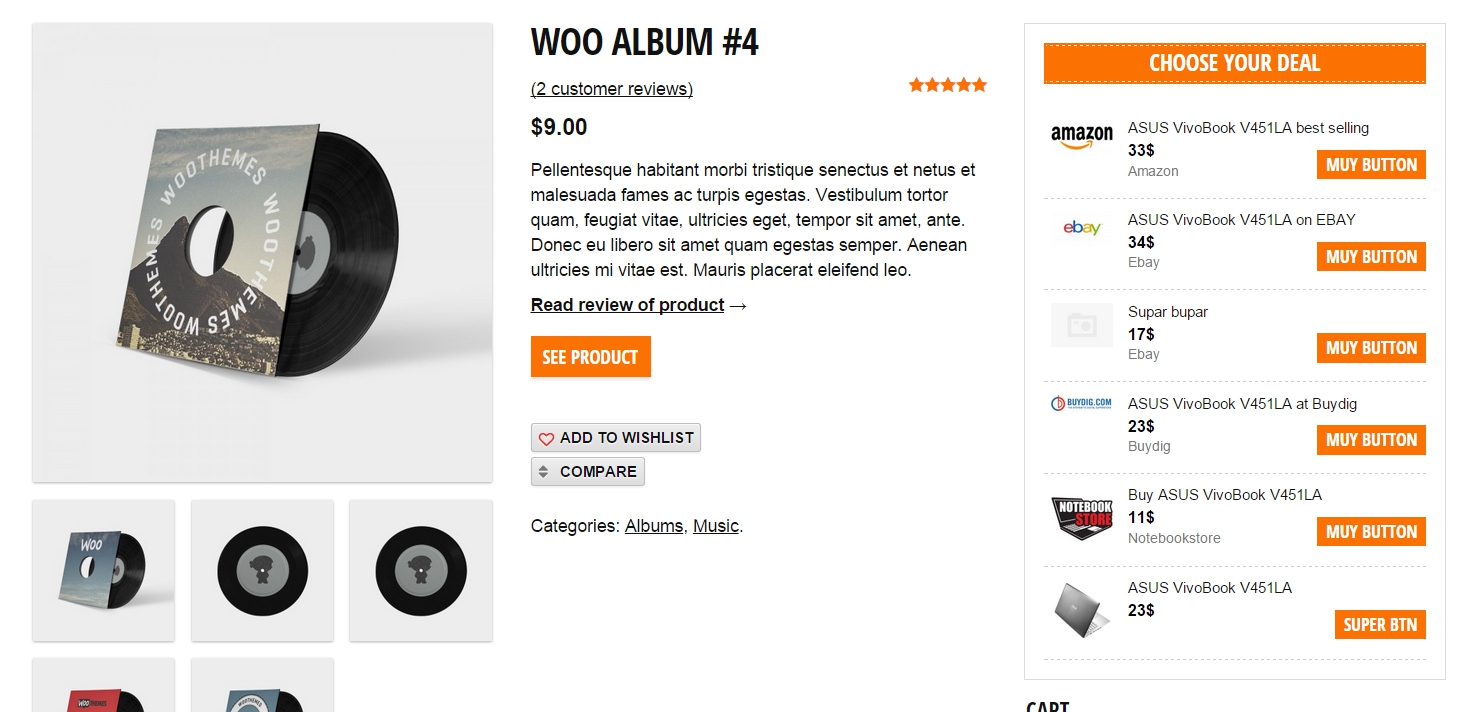 WOOTHEMES WOOTHEMES WOOTHEMES
WOO
WOOTHEMES
WOOTHEMES
WOO ALBUM #4
(2 customer reviews)
$9.00
Pellentesque habitant morbi tristique senectus et netus et
malesuada fames ac turpis egestas. Vestibulum tortor
quam, feugiat vitae, ultricies eget, tempor sit amet, ante.
Donec eu libero sit amet quam egestas semper. Aenean
ultricies mi vitae est. Mauris placerat eleifend leo.
Read review of product →
SEE PRODUCT
ADD TO WISHLIST
COMPARE
Categories: Albums, Music.
CHOOSE YOUR DEAL
amazon
ASUS VivoBook V451LA best selling
33$
Amazon
MUY BUTTON
ebay
ASUS VivoBook V451LA on EBAY
34$
Ebay
MUY BUTTON
Supar bupar
17$
Ebay
MUY BUTTON
BUYDIG.COM
ASUS VivoBook V451LA at Buydig
23$
Buydig
MUY BUTTON
NOTEBOOK
STORE
Buy ASUS VivoBook V451LA
11$
Notebookstore
MUY BUTTON
ASUS VivoBook V451LA
23$
SUPER BTN
CART